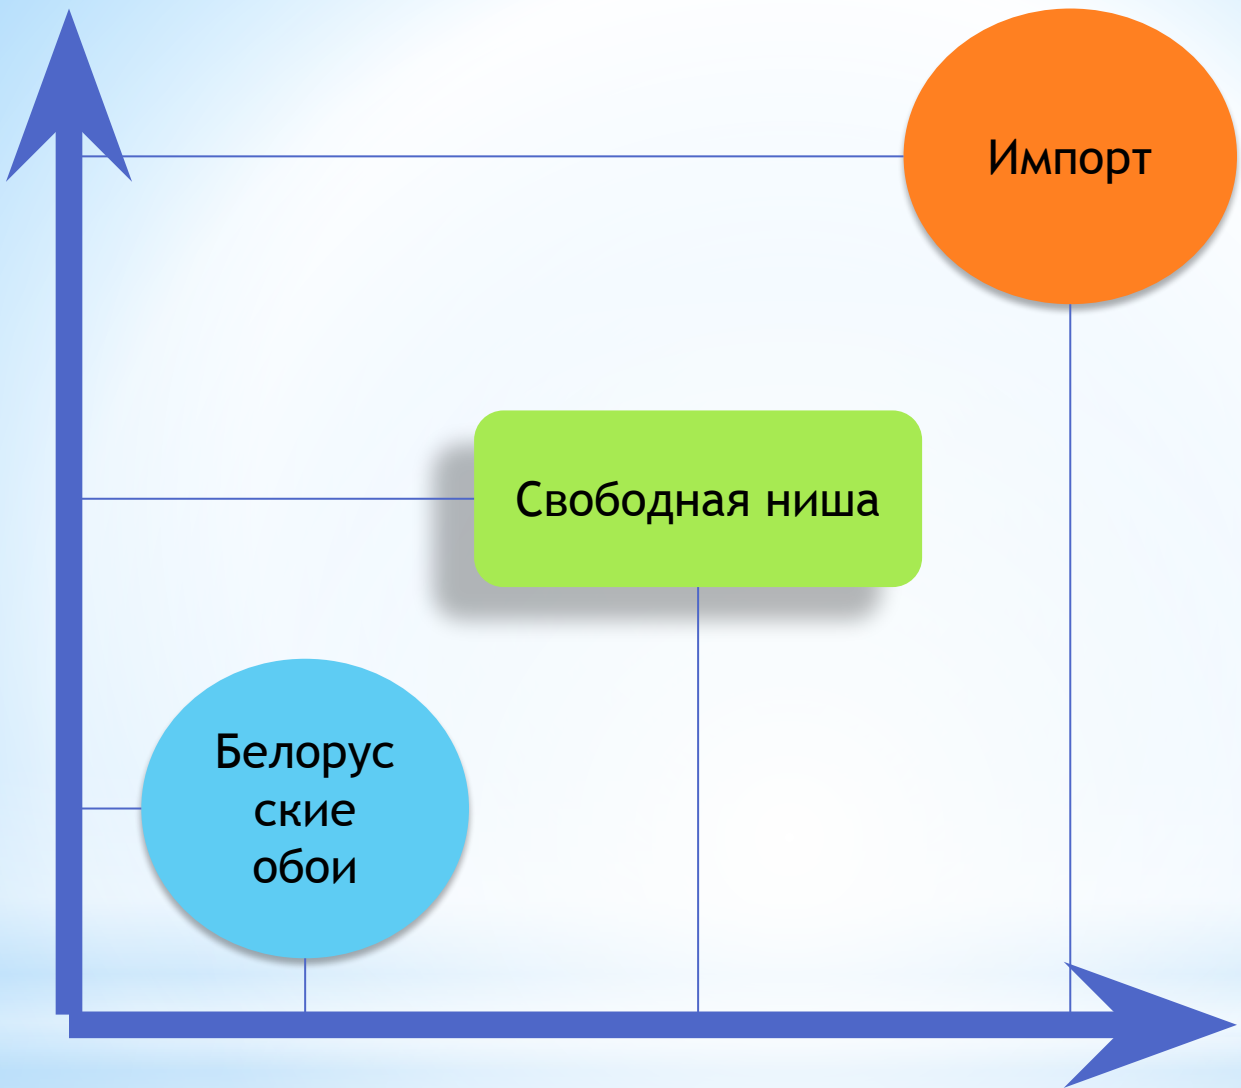 Импорт
Свободная ниша
Белорус
ские
обои